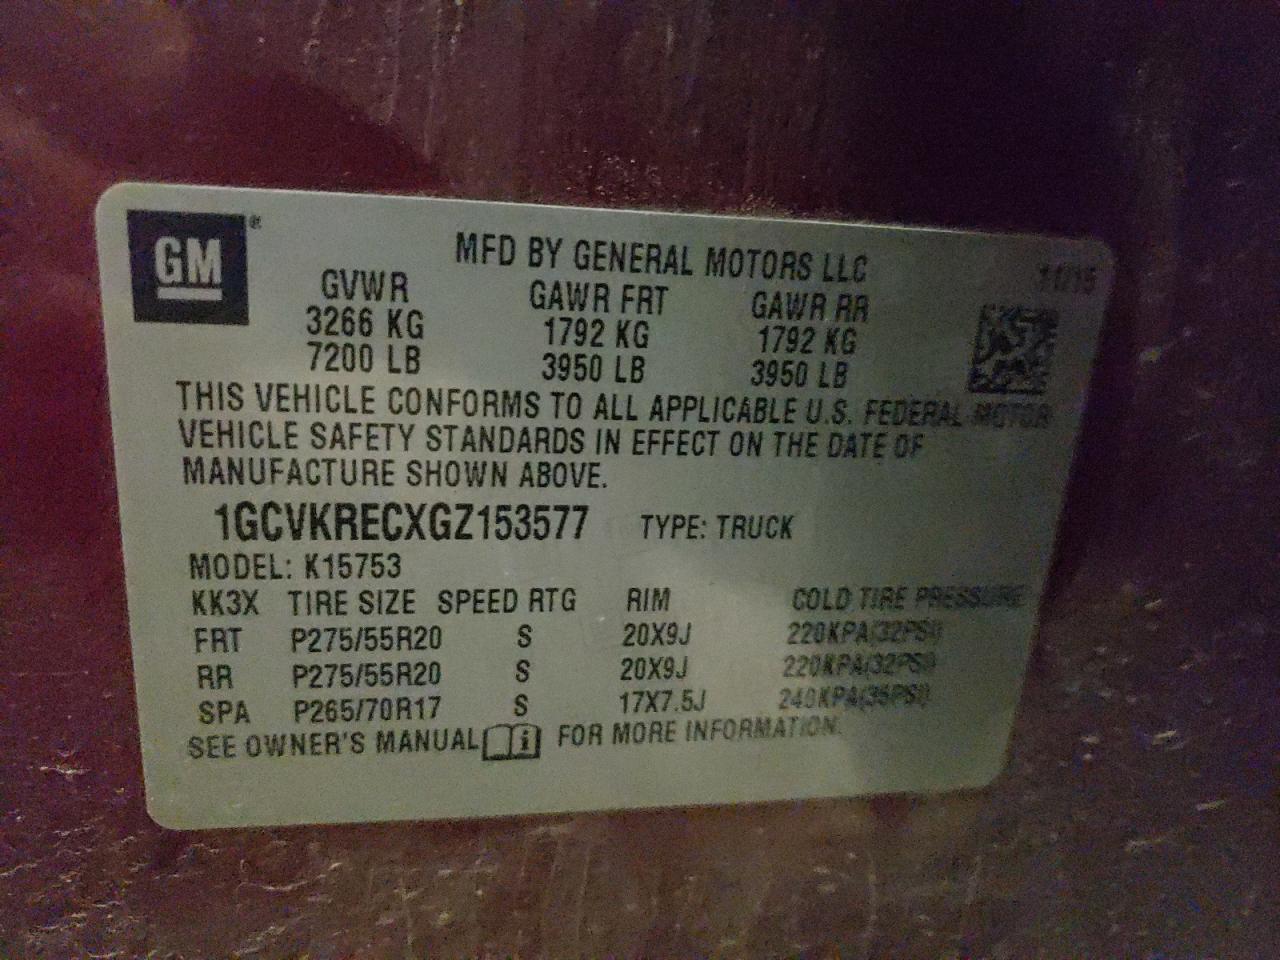 GM®
MFD BY GENERAL MOTORS LLC
11/15
GVWR GAWR FRT GAWR RR
3266 KG 1792 KG 1792 KG
7200 LB 3950 LB 3950 LB
THIS VEHICLE CONFORMS TO ALL APPLICABLE U.S. FEDERAL MOTOR
VEHICLE SAFETY STANDARDS IN EFFECT ON THE DATE OF
MANUFACTURE SHOWN ABOVE.
1GCVKRECXGZ153577 TYPE: TRUCK
MODEL: K15753
KK3X TIRE SIZE SPEED RTG RIM COLD TIRE PRESSURE
FRT P275/55R20 S 20X9J 220KPA(32PSI)
RR P275/55R20 S 20X9J 220KPA(32PSI)
SPA P265/70R17 S 17X7.5J 240KPA(35PSI)
SEE OWNER'S MANUAL FOR MORE INFORMATION.